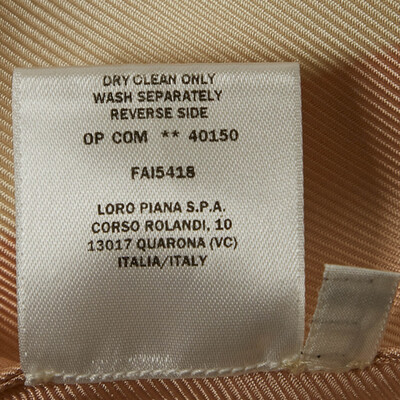 DRY CLEAN ONLY
WASH SEPARATELY
REVERSE SIDE
OP COM ** 40150
FAI5418
LORO PIANA S.P.A.
CORSO ROLANDI, 10
13017 QUARONA (VC)
ITALIA/ITALY